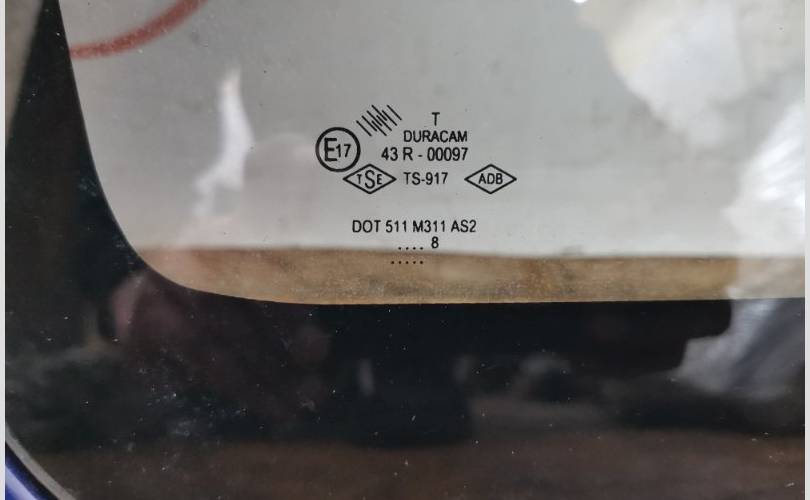 T
DURACAM
E17 43 R - 00097
TSE TS-917 ADB
DOT 511 M311 AS2
.... 8
.....